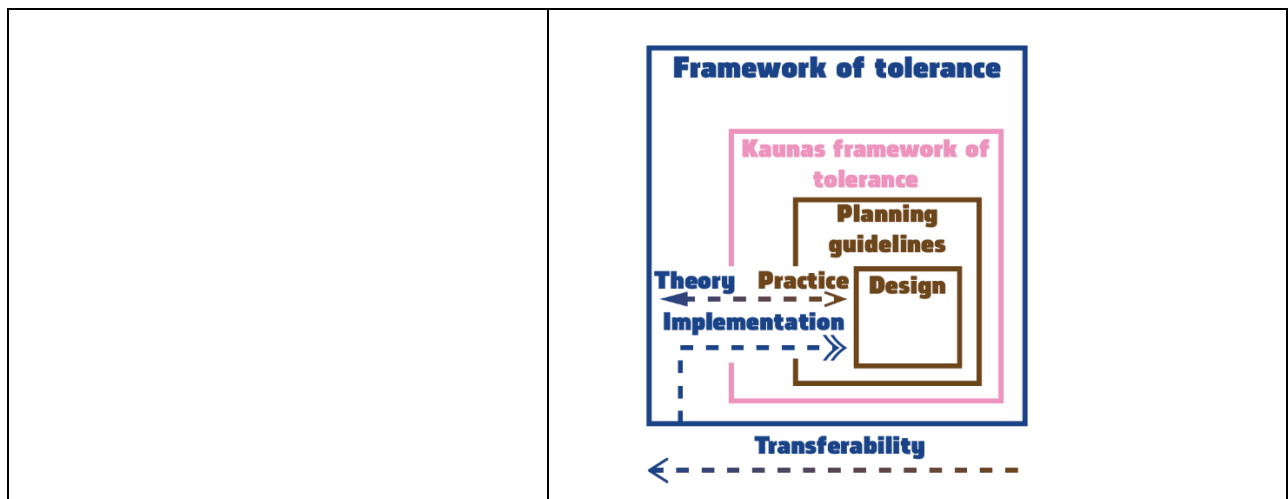 Framework of tolerance
Kaunas framework of
tolerance
Planning
guidelines
Theory Practice Design
Implementation
Transferability